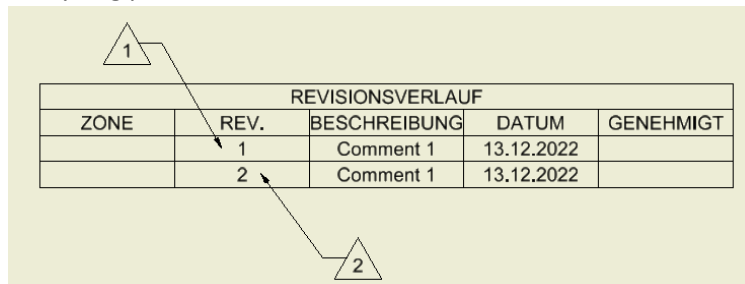 1
REVISIONSVERLAUF
ZONE REV. BESCHREIBUNG DATUM GENEHMIGT
1 Comment 1 13.12.2022
2 Comment 1 13.12.2022
2